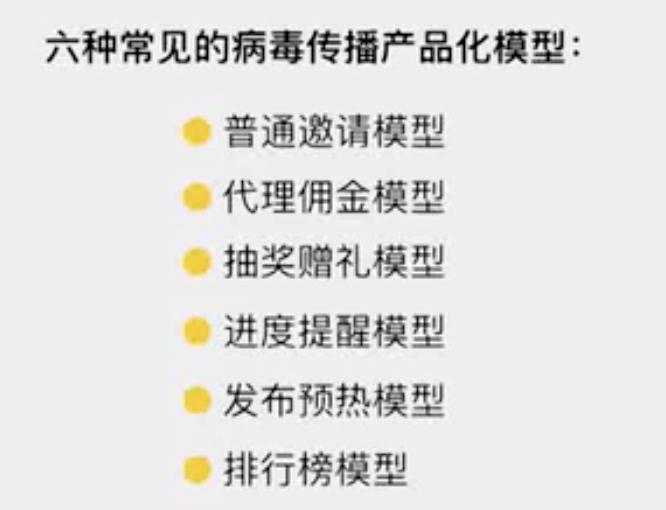 六种常见的病毒传播产品化模型：
普通邀请模型
代理佣金模型
抽奖赠礼模型
进度提醒模型
发布预热模型
排行榜模型